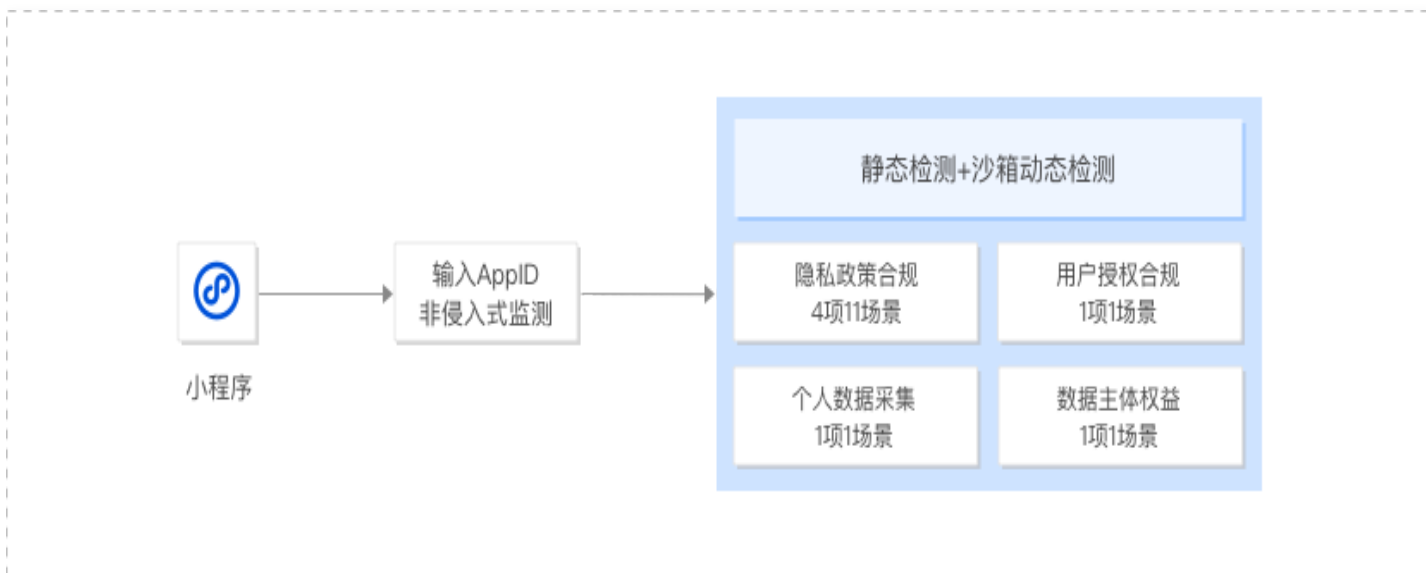 静态检测+沙箱动态检测
输入AppID
非侵入式监测
隐私政策合规
4项11场景
用户授权合规
1项1场景
小程序
个人数据采集
1项1场景
数据主体权益
1项1场景